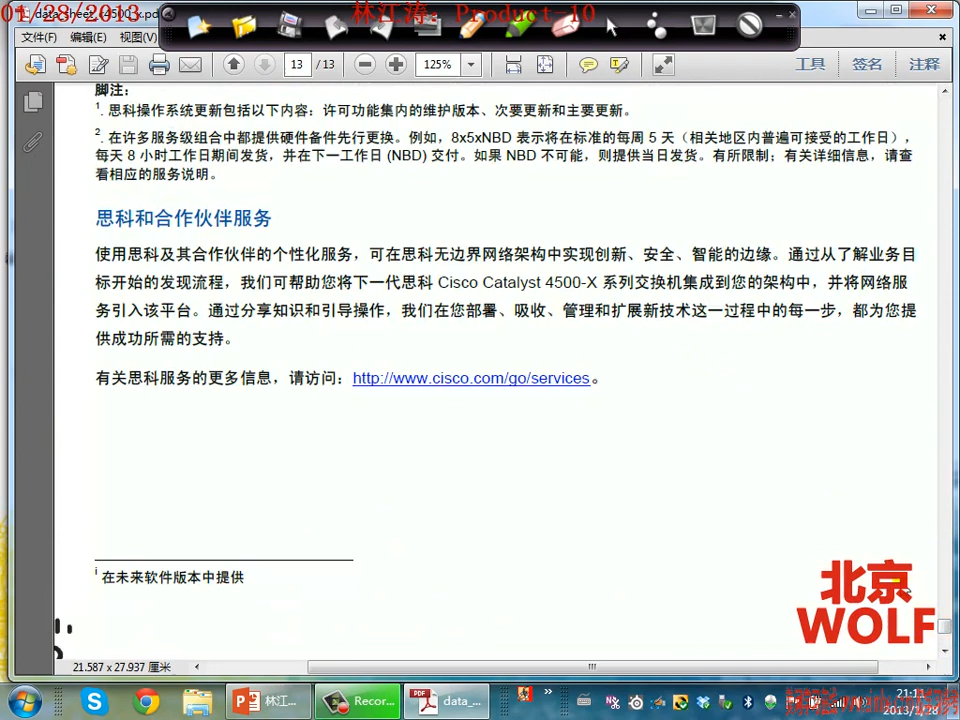 01/28/2013
林江涛: Product-10
文件(F) 编辑(E) 视图(V)
13 / 13 125% 工具 签名 注释
脚注：
1. 思科操作系统更新包括以下内容：许可功能集内的维护版本、次要更新和主要更新。
2. 在许多服务级组合中都提供硬件备件先行更换。例如，8x5xNBD 表示将在标准的每周 5 天（相关地区内普遍可接受的工作日），
每天 8 小时工作日期间发货，并在下一工作日 (NBD) 交付。如果 NBD 不可能，则提供当日发货。有所限制；有关详细信息，请查
看相应的服务说明。
思科和合作伙伴服务
使用思科及其合作伙伴的个性化服务，可在思科无边界网络架构中实现创新、安全、智能的边缘。通过从了解业务目
标开始的发现流程，我们可帮助您将下一代思科 Cisco Catalyst 4500-X 系列交换机集成到您的架构中，并将网络服
务引入该平台。通过分享知识和引导操作，我们在您部署、吸收、管理和扩展新技术这一过程中的每一步，都为您提
供成功所需的支持。
有关思科服务的更多信息，请访问：http://www.cisco.com/go/services。
i 在未来软件版本中提供
北京
WOLF
21.587 x 27.937 厘米
林江... Recor... data_...
21:11
2013/1/28